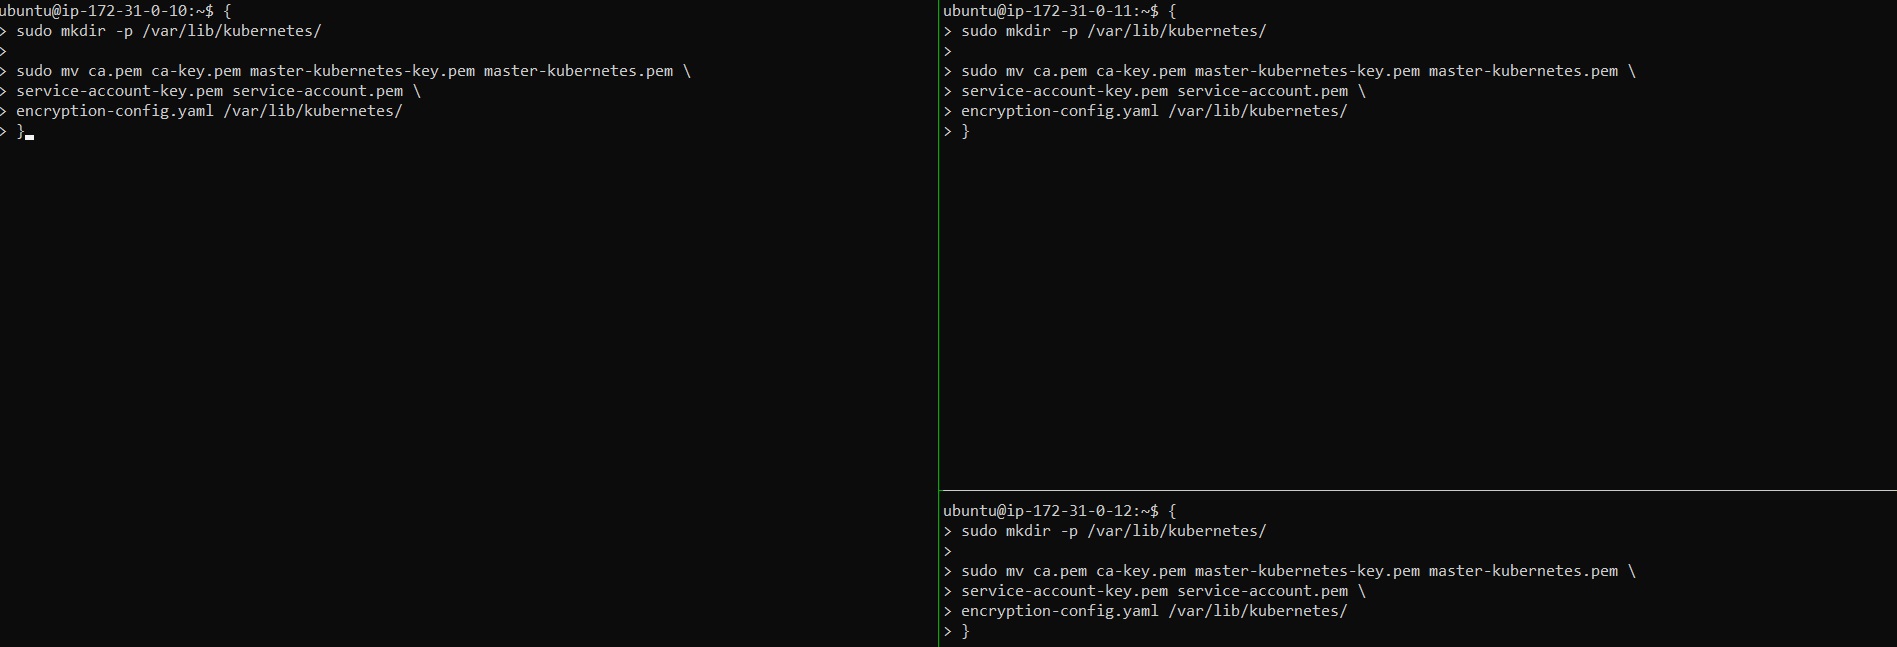 ubuntu@ip-172-31-0-10:~$ {
> sudo mkdir -p /var/lib/kubernetes/
>
> sudo mv ca.pem ca-key.pem master-kubernetes-key.pem master-kubernetes.pem \
> service-account-key.pem service-account.pem \
> encryption-config.yaml /var/lib/kubernetes/
> }
ubuntu@ip-172-31-0-11:~$ {
> sudo mkdir -p /var/lib/kubernetes/
>
> sudo mv ca.pem ca-key.pem master-kubernetes-key.pem master-kubernetes.pem \
> service-account-key.pem service-account.pem \
> encryption-config.yaml /var/lib/kubernetes/
> }
ubuntu@ip-172-31-0-12:~$ {
> sudo mkdir -p /var/lib/kubernetes/
>
> sudo mv ca.pem ca-key.pem master-kubernetes-key.pem master-kubernetes.pem \
> service-account-key.pem service-account.pem \
> encryption-config.yaml /var/lib/kubernetes/
> }